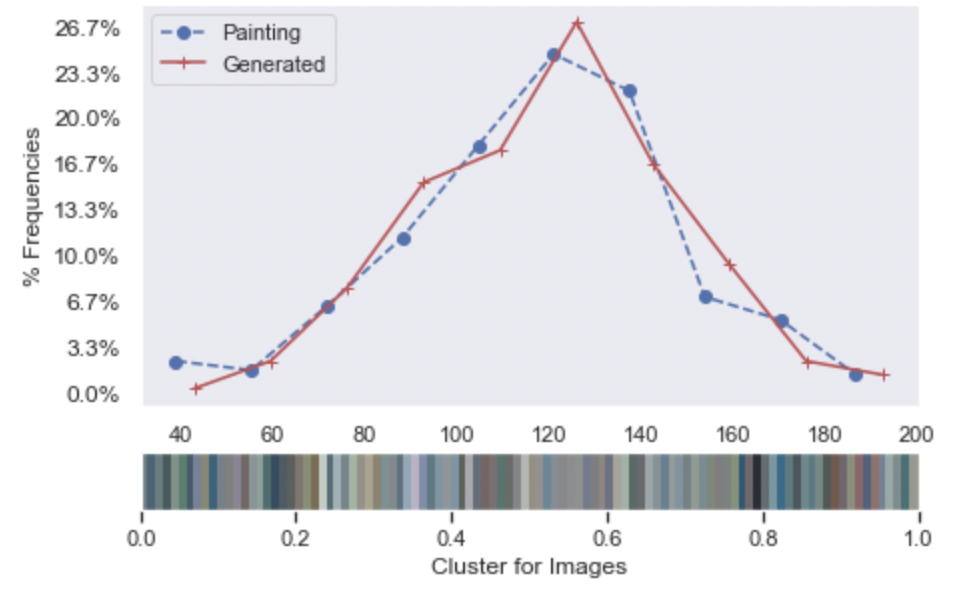 26.7%
23.3%
20.0%
16.7%
13.3%
10.0%
6.7%
3.3%
0.0%
% Frequencies
Painting
Generated
40 60 80 100 120 140 160 180 200
0.0 0.2 0.4 0.6 0.8 1.0
Cluster for Images